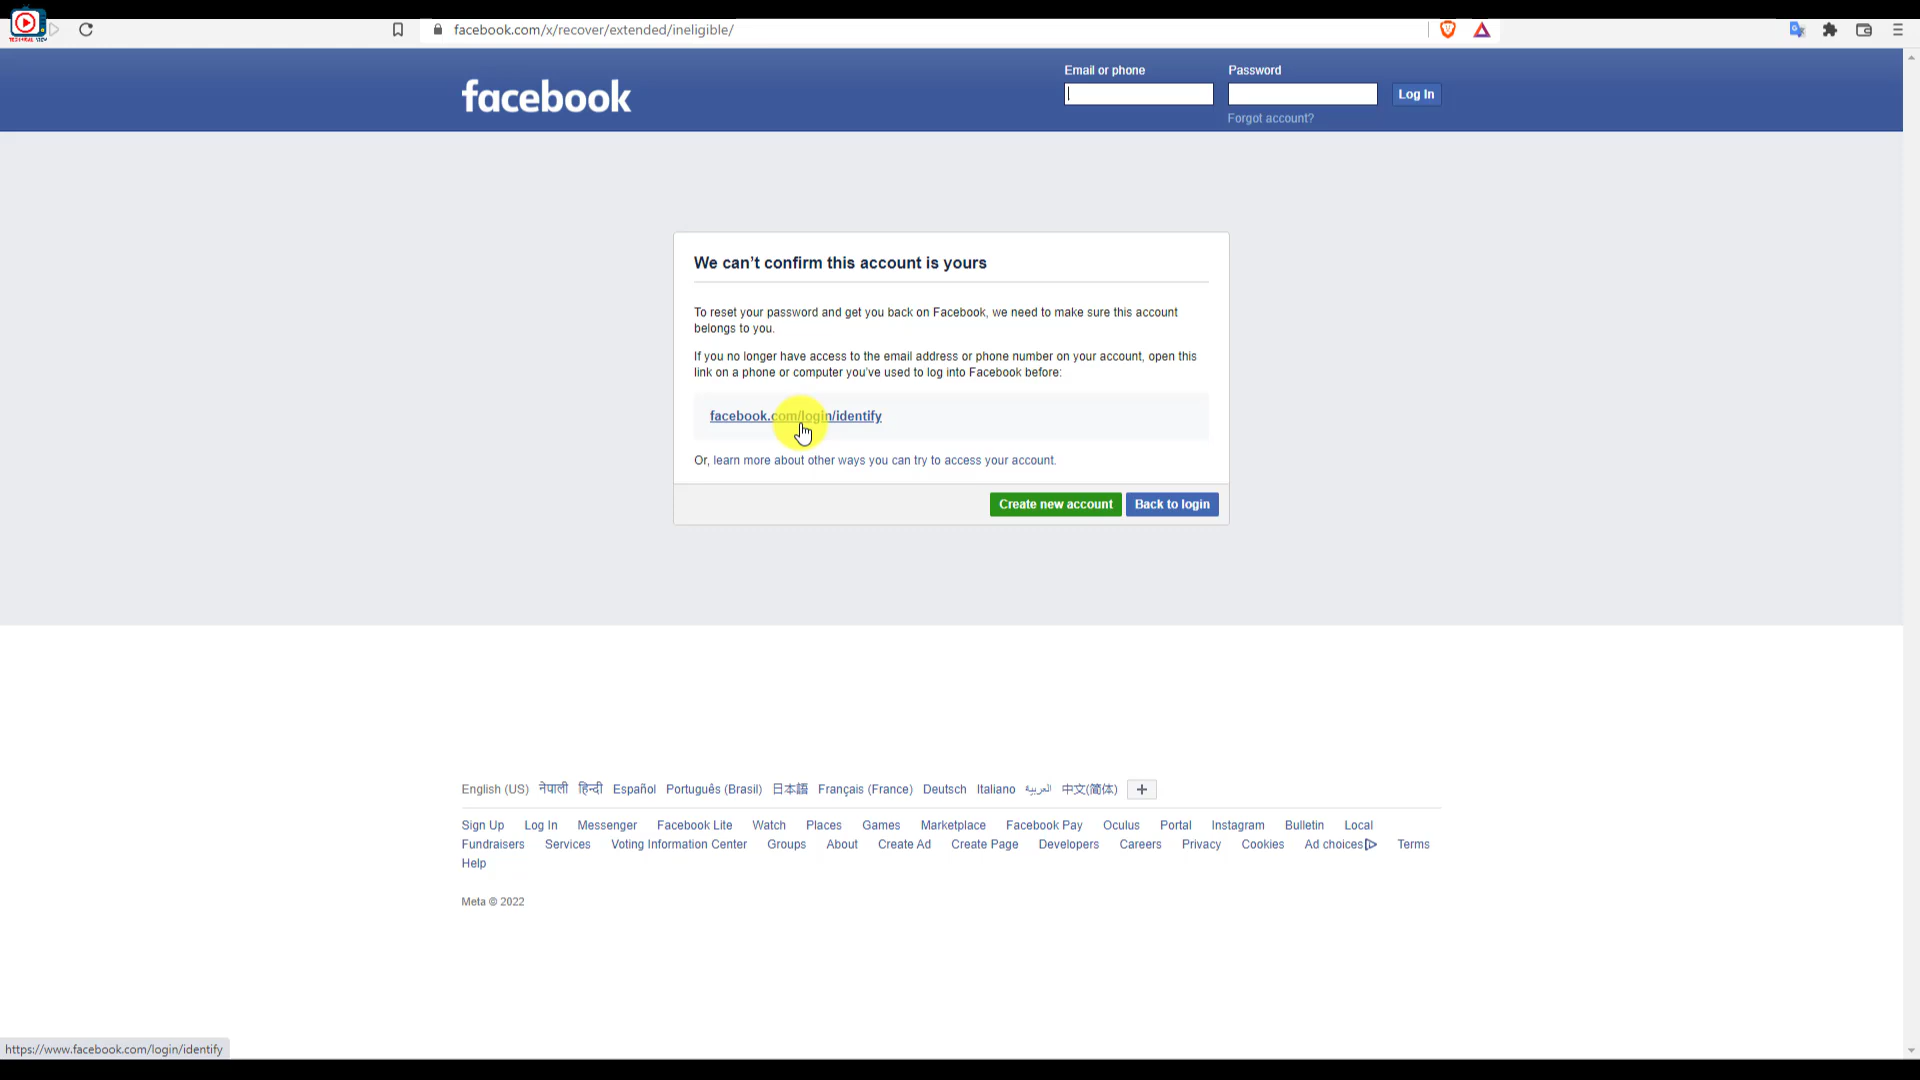 facebook.com/x/recover/extended/ineligible/
Email or phone
Password
facebook
Log In
Forgot account?
We can’t confirm this account is yours
To reset your password and get you back on Facebook, we need to make sure this account
belongs to you.
If you no longer have access to the email address or phone number on your account, open this
link on a phone or computer you’ve used to log into Facebook before:
facebook.com/login/identify
Or, learn more about other ways you can try to access your account.
Create new account
Back to login
English (US) नेपाली हिन्दी Español Português (Brasil) 日本語 Français (France) Deutsch Italiano العربية 中文(简体)
Sign Up Log In Messenger Facebook Lite Watch Places Games Marketplace Facebook Pay Oculus Portal Instagram Bulletin Local
Fundraisers Services Voting Information Center Groups About Create Ad Create Page Developers Careers Privacy Cookies Ad choices Terms
Help
Meta © 2022
https://www.facebook.com/login/identify